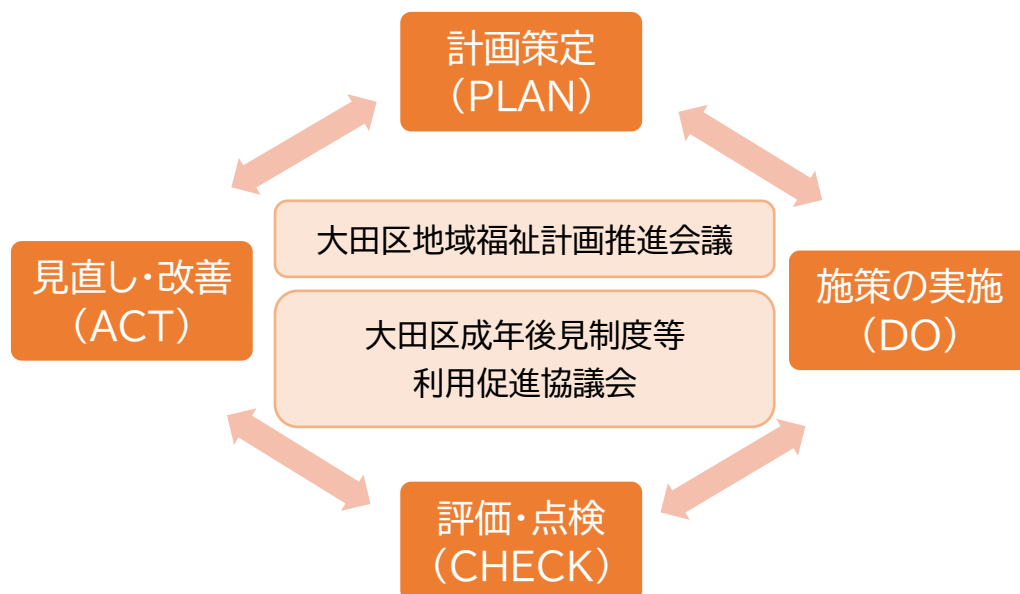 計画策定
(PLAN)
大田区地域福祉計画推進会議
見直し・改善
(ACT)
施策の実施
(DO)
大田区成年後見制度等
利用促進協議会
評価・点検
(CHECK)